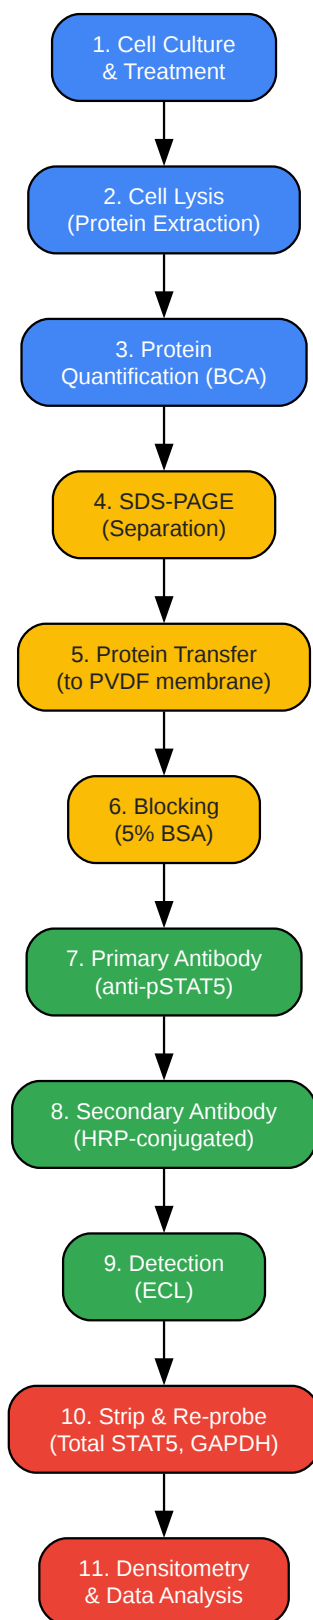 1. Cell Culture
& Treatment
2. Cell Lysis
(Protein Extraction)
3. Protein
Quantification (BCA)
4. SDS-PAGE
(Separation)
5. Protein Transfer
(to PVDF membrane)
6. Blocking
(5% BSA)
7. Primary Antibody
(anti-pSTAT5)
8. Secondary Antibody
(HRP-conjugated)
9. Detection
(ECL)
10. Strip & Re-probe
(Total STAT5, GAPDH)
11. Densitometry
& Data Analysis